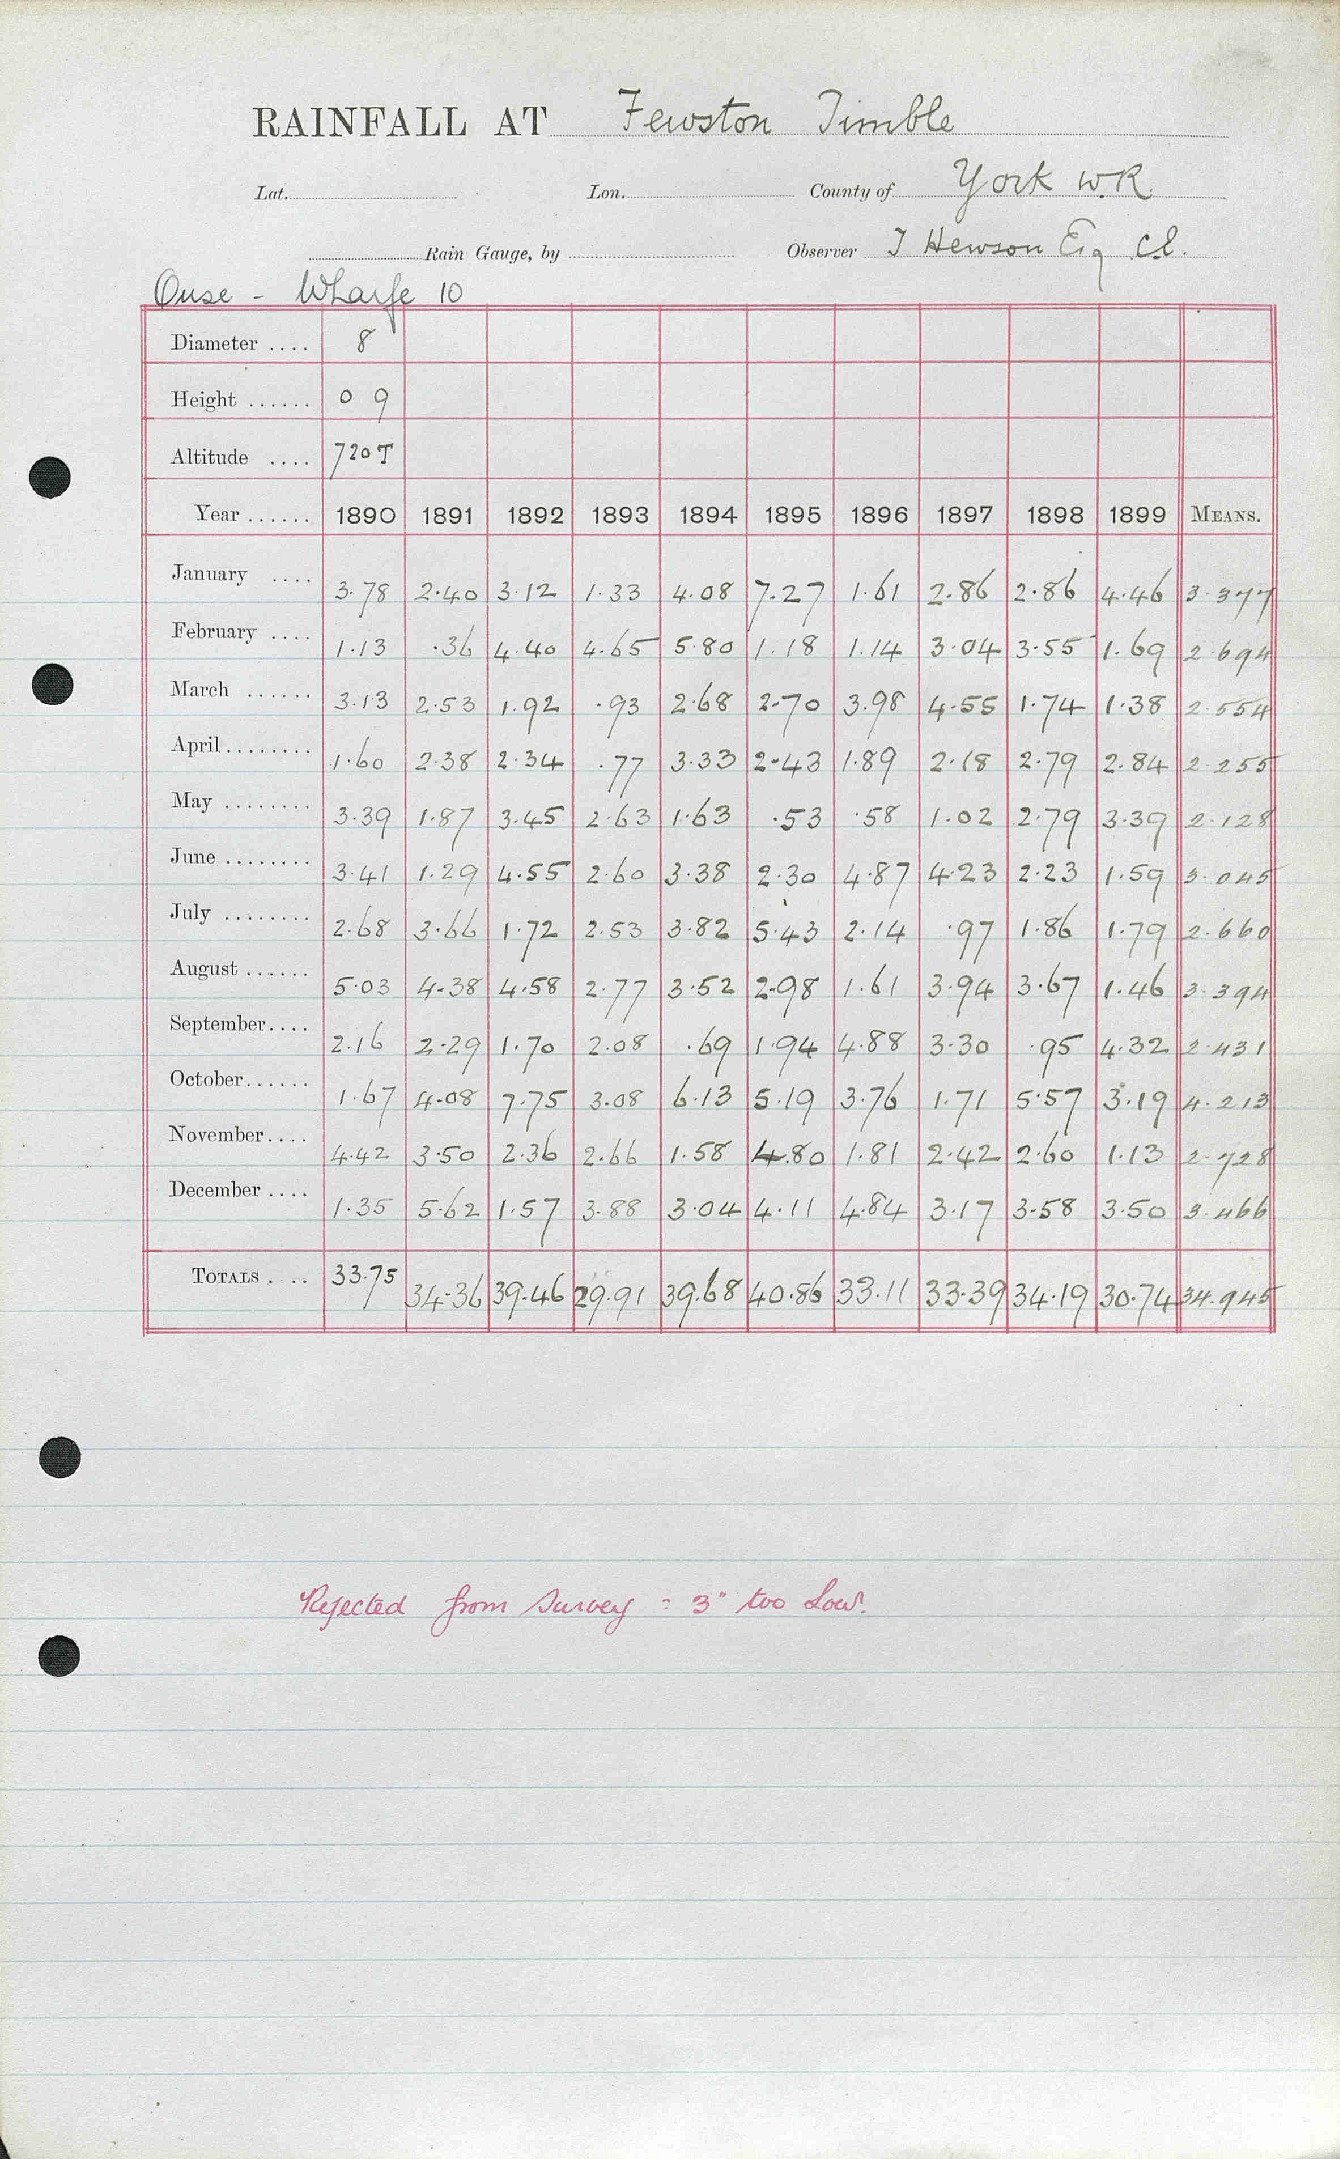 RAINFALL AT Fewston Timble
Lat. Lon. County of York W.R.
Rain Gauge, by Observer T Hewson Esq C.E.
Ouse - Wharfe 10
Diameter .... 8
Height ...... 0 9
Altitude .... 720 T
Year ...... 1890 1891 1892 1893 1894 1895 1896 1897 1898 1899 MEANS.
January .... 3.78 2.40 3.12 1.33 4.08 7.27 1.61 2.86 2.86 4.46 3.377
February .... 1.13 .36 4.40 4.65 5.80 1.18 1.14 3.04 3.55 1.69 2.694
March ...... 3.13 2.53 1.92 .93 2.68 2.70 3.98 4.55 1.74 1.38 2.554
April ........ 1.60 2.38 2.34 .77 3.33 2.43 1.89 2.18 2.79 2.84 2.255
May ........ 3.39 1.87 3.45 2.63 1.63 .53 .58 1.02 2.79 3.39 2.128
June ........ 3.41 1.29 4.55 2.60 3.38 2.30 4.87 4.23 2.23 1.59 3.045
July ........ 2.68 3.66 1.72 2.53 3.82 5.43 2.14 .97 1.86 1.79 2.660
August ...... 5.03 4.38 4.58 2.77 3.52 2.98 1.61 3.94 3.67 1.46 3.394
September .... 2.16 2.29 1.70 2.08 .69 1.94 4.88 3.30 .95 4.32 2.431
October ...... 1.67 4.08 7.75 3.08 6.13 5.19 3.76 1.71 5.57 3.19 4.213
November .... 4.42 3.50 2.36 2.66 1.58 4.80 1.81 2.42 2.60 1.13 2.728
December .... 1.35 5.62 1.57 3.88 3.04 4.11 4.84 3.17 3.58 3.50 3.466
TOTALS .... 33.75 34.36 39.46 29.91 39.68 40.86 33.11 33.39 34.19 30.74 34.945
Rejected from Survey = 3" too low.